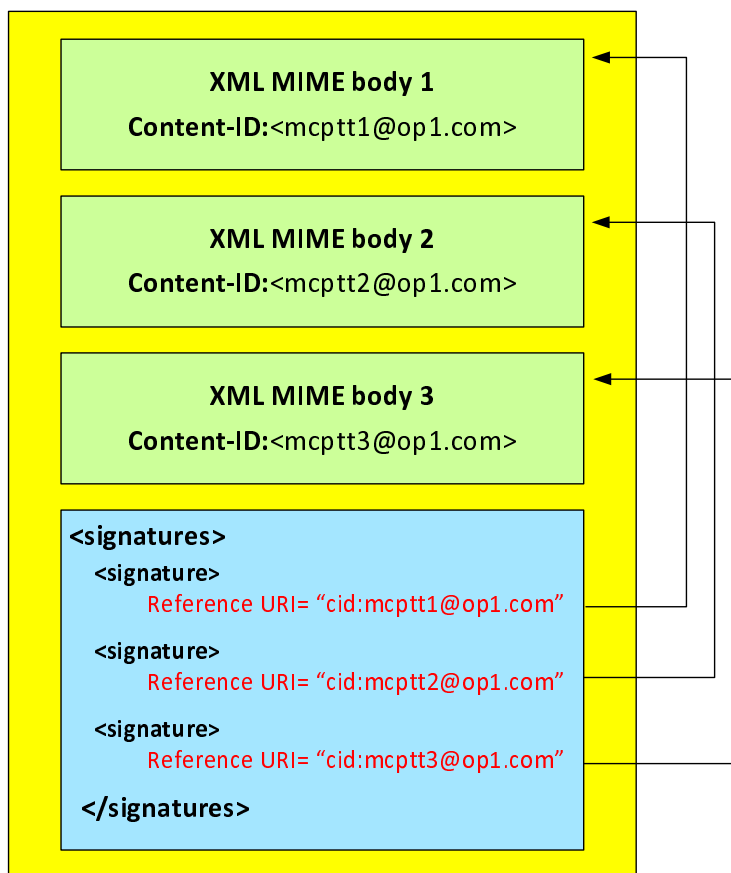 XML MIME body 1
Content-ID:<mcptt1@op1.com>
XML MIME body 2
Content-ID:<mcptt2@op1.com>
XML MIME body 3
Content-ID:<mcptt3@op1.com>
<signatures>
<signature>
Reference URI= “cid:mcptt1@op1.com”
<signature>
Reference URI= “cid:mcptt2@op1.com”
<signature>
Reference URI= “cid:mcptt3@op1.com”
</signatures>